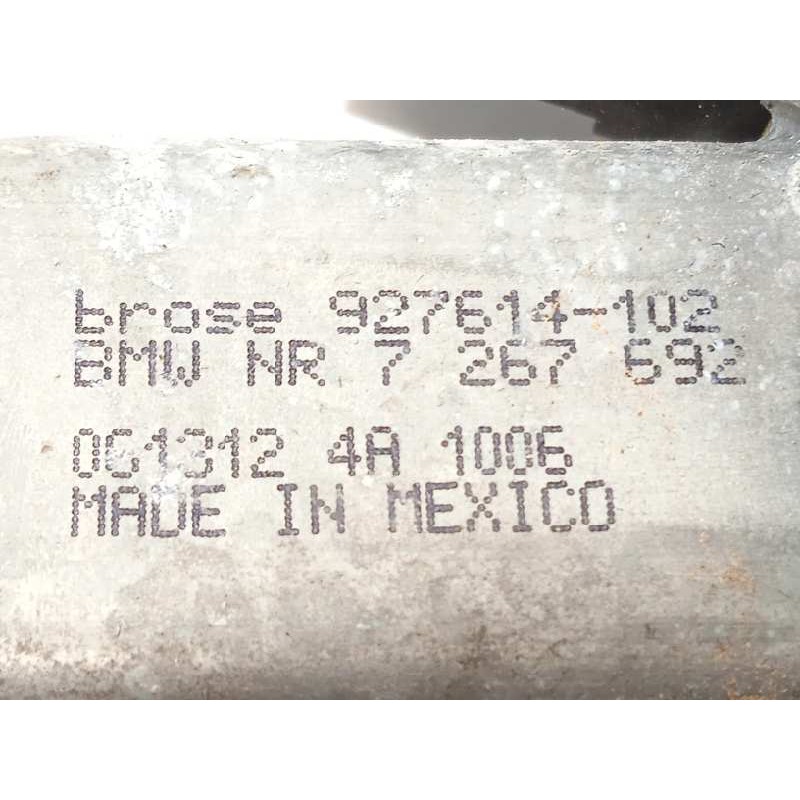 brose 927614-102
BMW NR 7 267 692
061312 4A 1006
MADE IN MEXICO